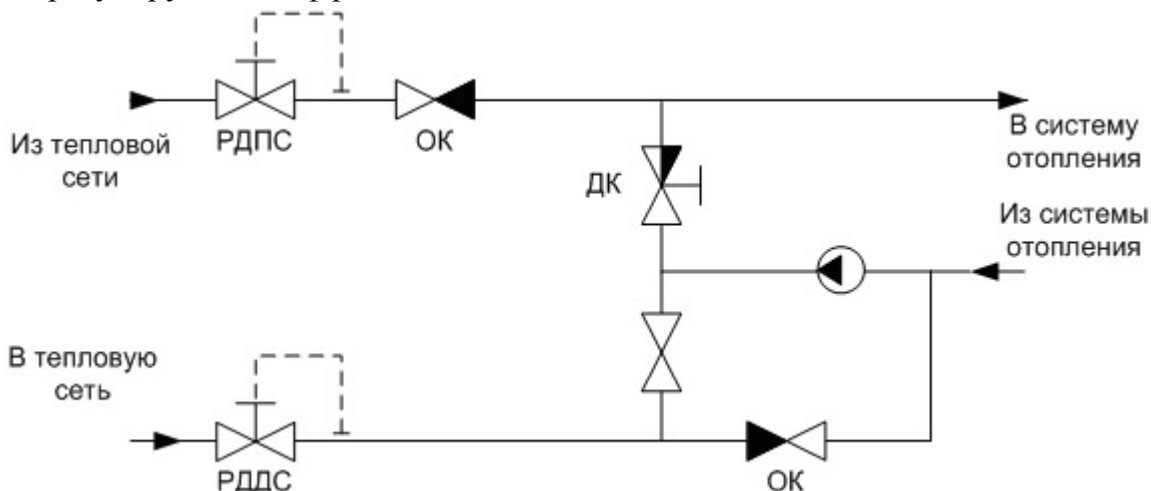 РДПС
ОК
Из тепловой
сети
В систему
отопления
ДК
Из системы
отопления
В тепловую
сеть
РДДС
ОК